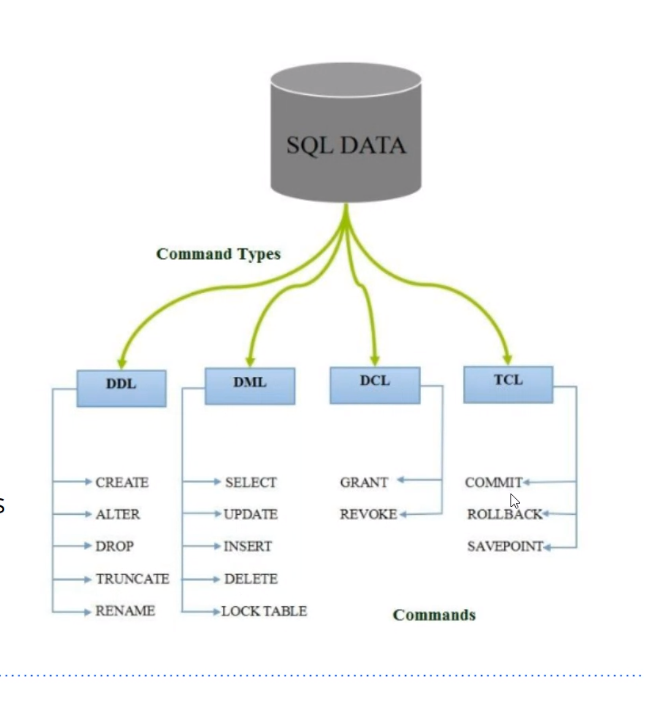 SQL DATA
Command Types
DDL
DML
DCL
TCL
CREATE
ALTER
DROP
TRUNCATE
RENAME
SELECT
UPDATE
INSERT
DELETE
LOCK TABLE
GRANT
REVOKE
COMMIT
ROLLBACK
SAVEPOINT
Commands